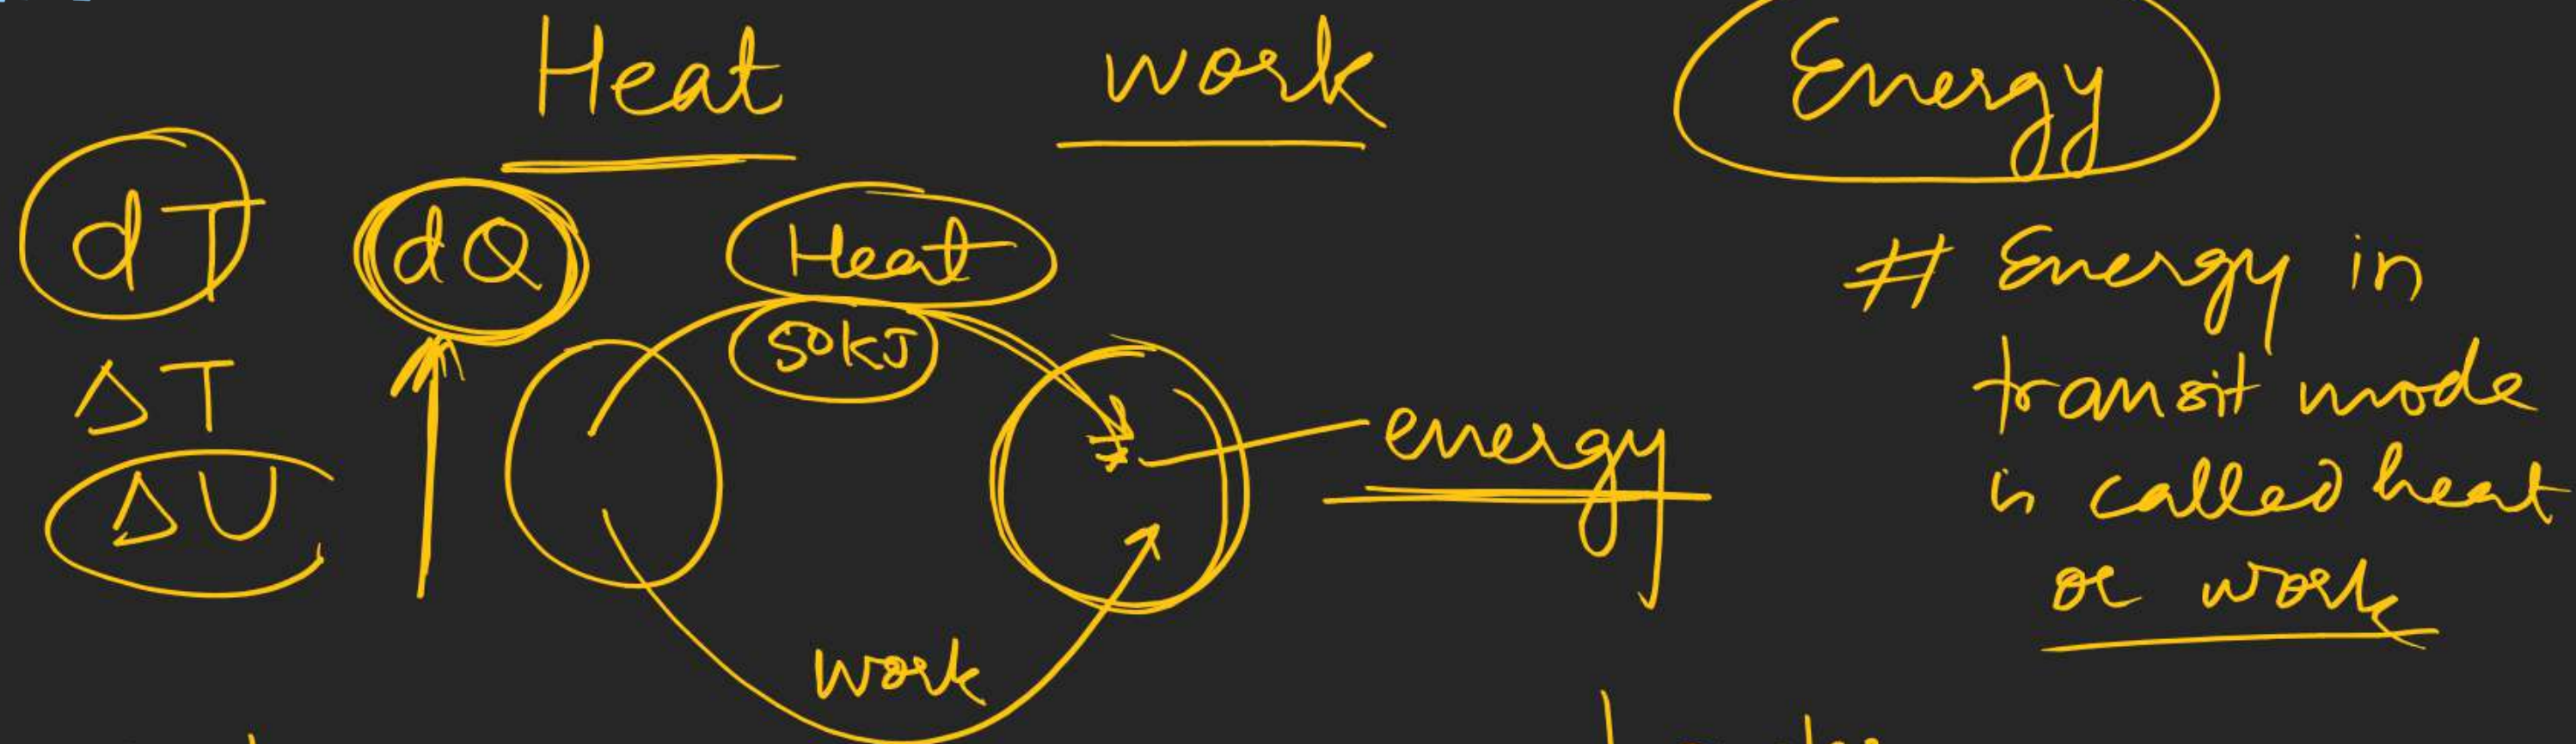 Heat work Energy
dT dQ Heat
50kJ
ΔT
ΔU
energy
work
# Energy in
transit mode
is called heat
or work